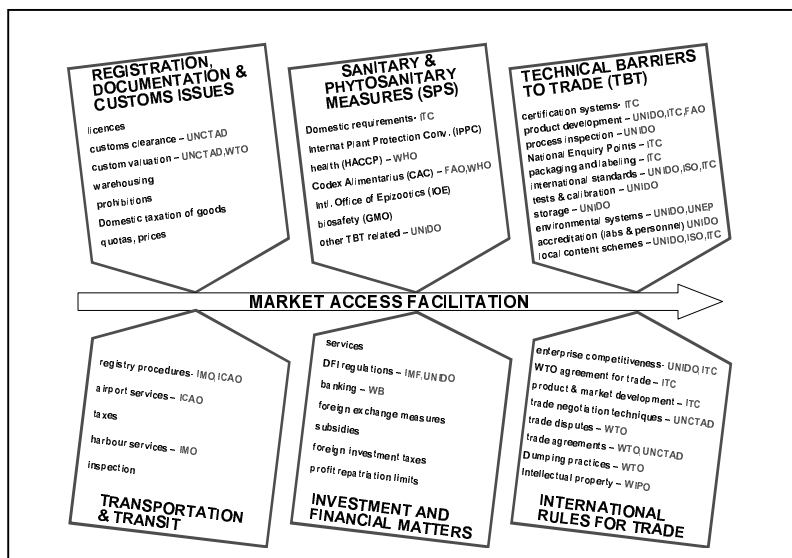 REGISTRATION,
DOCUMENTATION &
CUSTOMS ISSUES
licences
customs clearance – UNCTAD
custom valuation – UNCTAD,WTO
warehousing
prohibitions
Domestic taxation of goods
quotas, prices
SANITARY &
PHYTOSANITARY
MEASURES (SPS)
Domestic requirements- ITC
Internat Plant Protection Conv. (IPPC)
health (HACCP) – WHO
Codex Alimentarius (CAC) – FAO,WHO
Intl. Office of Epizootics (IOE)
biosafety (GMO)
other TBT related – UNIDO
TECHNICAL BARRIERS
TO TRADE (TBT)
certification systems- ITC
product development – UNIDO,ITC,FAO
process inspection – UNIDO
National Enquiry Points – ITC
packaging and labeling – ITC
international standards – UNIDO,ISO,ITC
tests & calibration – UNIDO
storage – UNIDO
environmental systems – UNIDO,UNEP
accreditation (labs & personnel) UNIDO
local content schemes – UNIDO,ISO,ITC
MARKET ACCESS FACILITATION
registry procedures- IMO,ICAO
airport services – ICAO
taxes
harbour services – IMO
inspection
TRANSPORTATION
& TRANSIT
services
DFI regulations – IMF,UNIDO
banking – WB
foreign exchange measures
subsidies
foreign investment taxes
profit repatriation limits
INVESTMENT AND
FINANCIAL MATTERS
enterprise competitiveness- UNIDO,ITC
WTO agreement for trade – ITC
product & market development – ITC
trade negotiation techniques – UNCTAD
trade disputes – WTO
trade agreements – WTO,UNCTAD
Dumping practices – WTO
Intellectual property – WIPO
INTERNATIONAL
RULES FOR TRADE